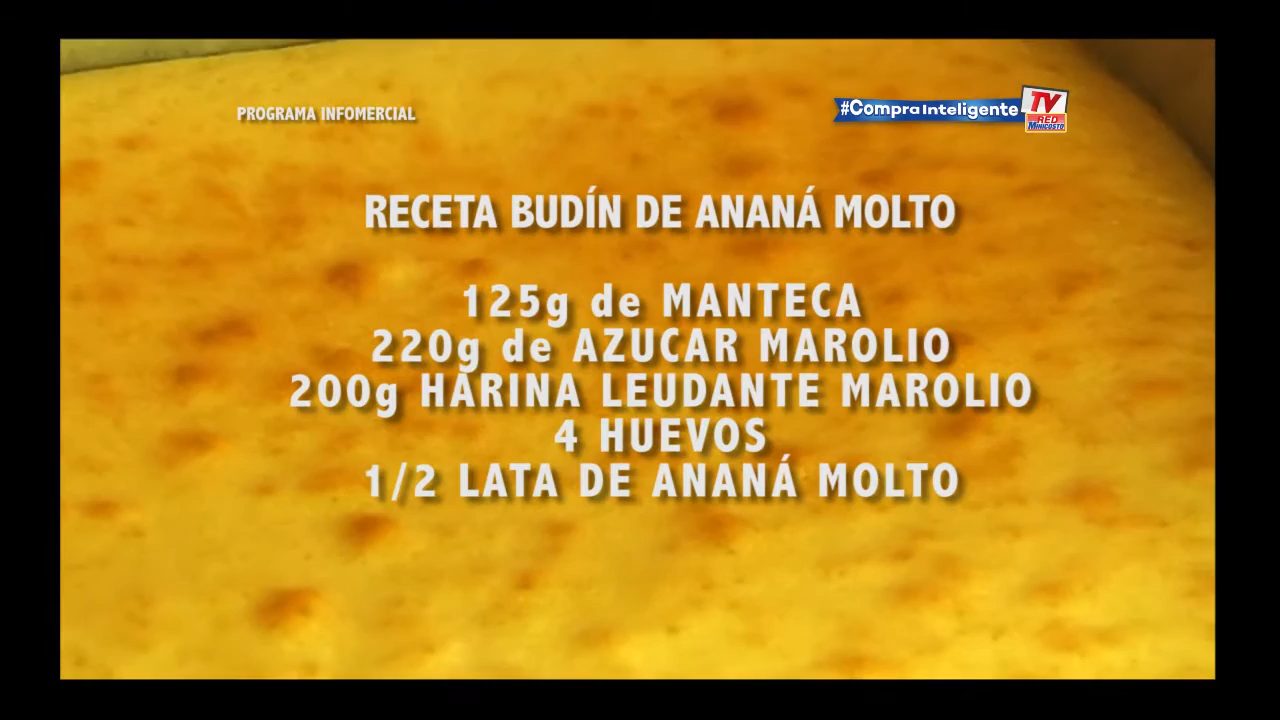 PROGRAMA INFOMERCIAL
#CompraInteligente
TV
RED
MINICOSTO
RECETA BUDÍN DE ANANÁ MOLTO
125g de MANTECA
220g de AZUCAR MAROLIO
200g HARINA LEUDANTE MAROLIO
4 HUEVOS
1/2 LATA DE ANANÁ MOLTO